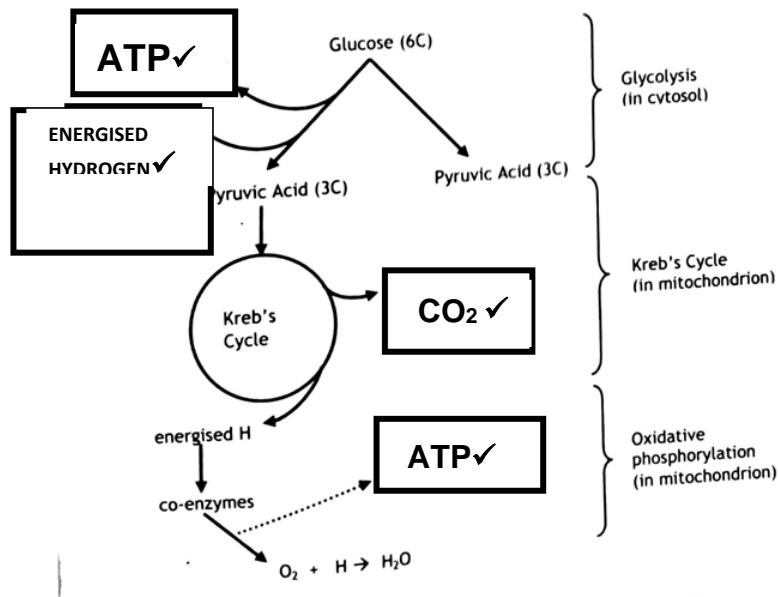 Glucose (6C)
ATP✓
Glycolysis
(in cytosol)
ENERGISED
HYDROGEN✓
Pyruvic Acid (3C)
Pyruvic Acid (3C)
Kreb's Cycle
(in mitochondrion)
CO₂ ✓
Kreb's
Cycle
energised H
ATP✓
Oxidative
phosphorylation
(in mitochondrion)
co-enzymes
O₂ + H → H₂O